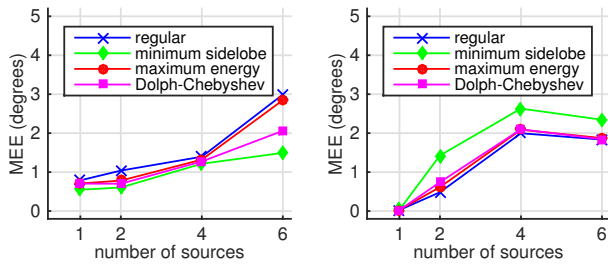 5
4
3
2
1
0
MEE (degrees)
regular
minimum sidelobe
maximum energy
Dolph-Chebyshev
1 2 4 6
number of sources
5
4
3
2
1
0
MEE (degrees)
regular
minimum sidelobe
maximum energy
Dolph-Chebyshev
1 2 4 6
number of sources